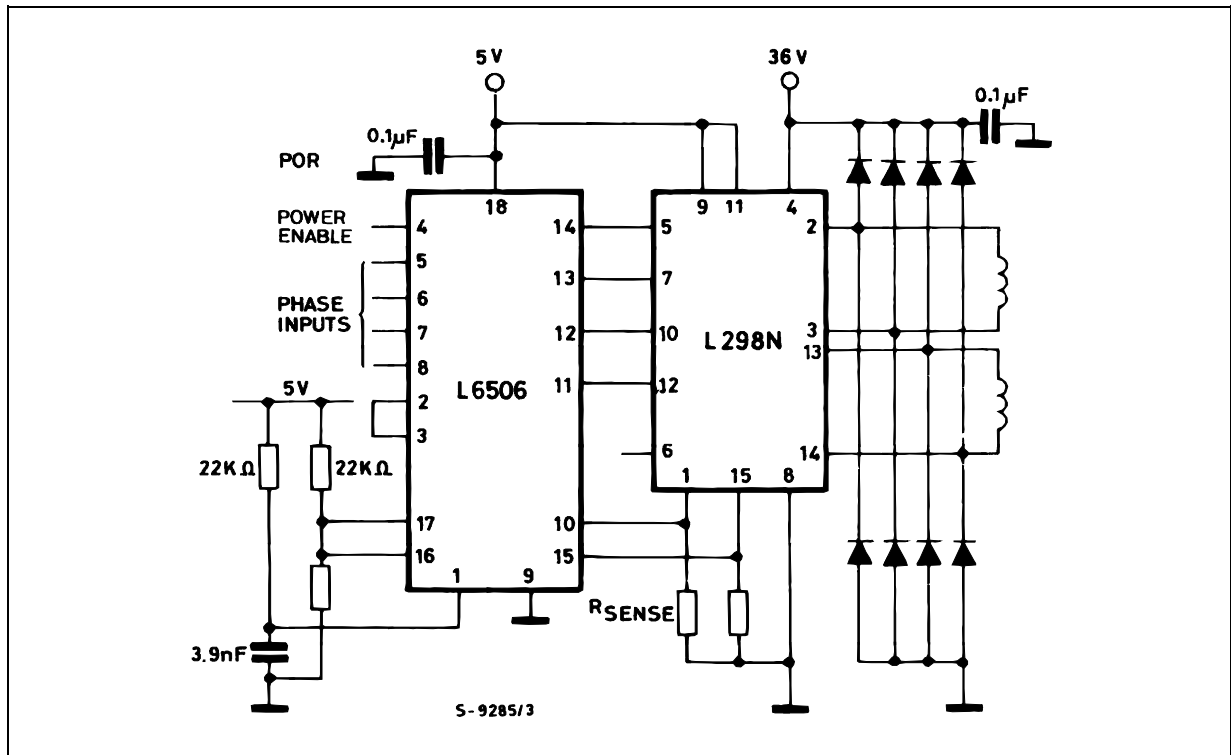 5V
36V
0.1µF
0.1µF
POR
18
9
11
4
POWER
ENABLE
4
14
5
2
5
13
7
PHASE
INPUTS
6
7
12
10
L298N
3
13
8
L6506
11
12
5V
2
3
6
14
22KΩ
22KΩ
1
15
8
17
10
16
15
1
9
RSENSE
3.9nF
S-9285/3